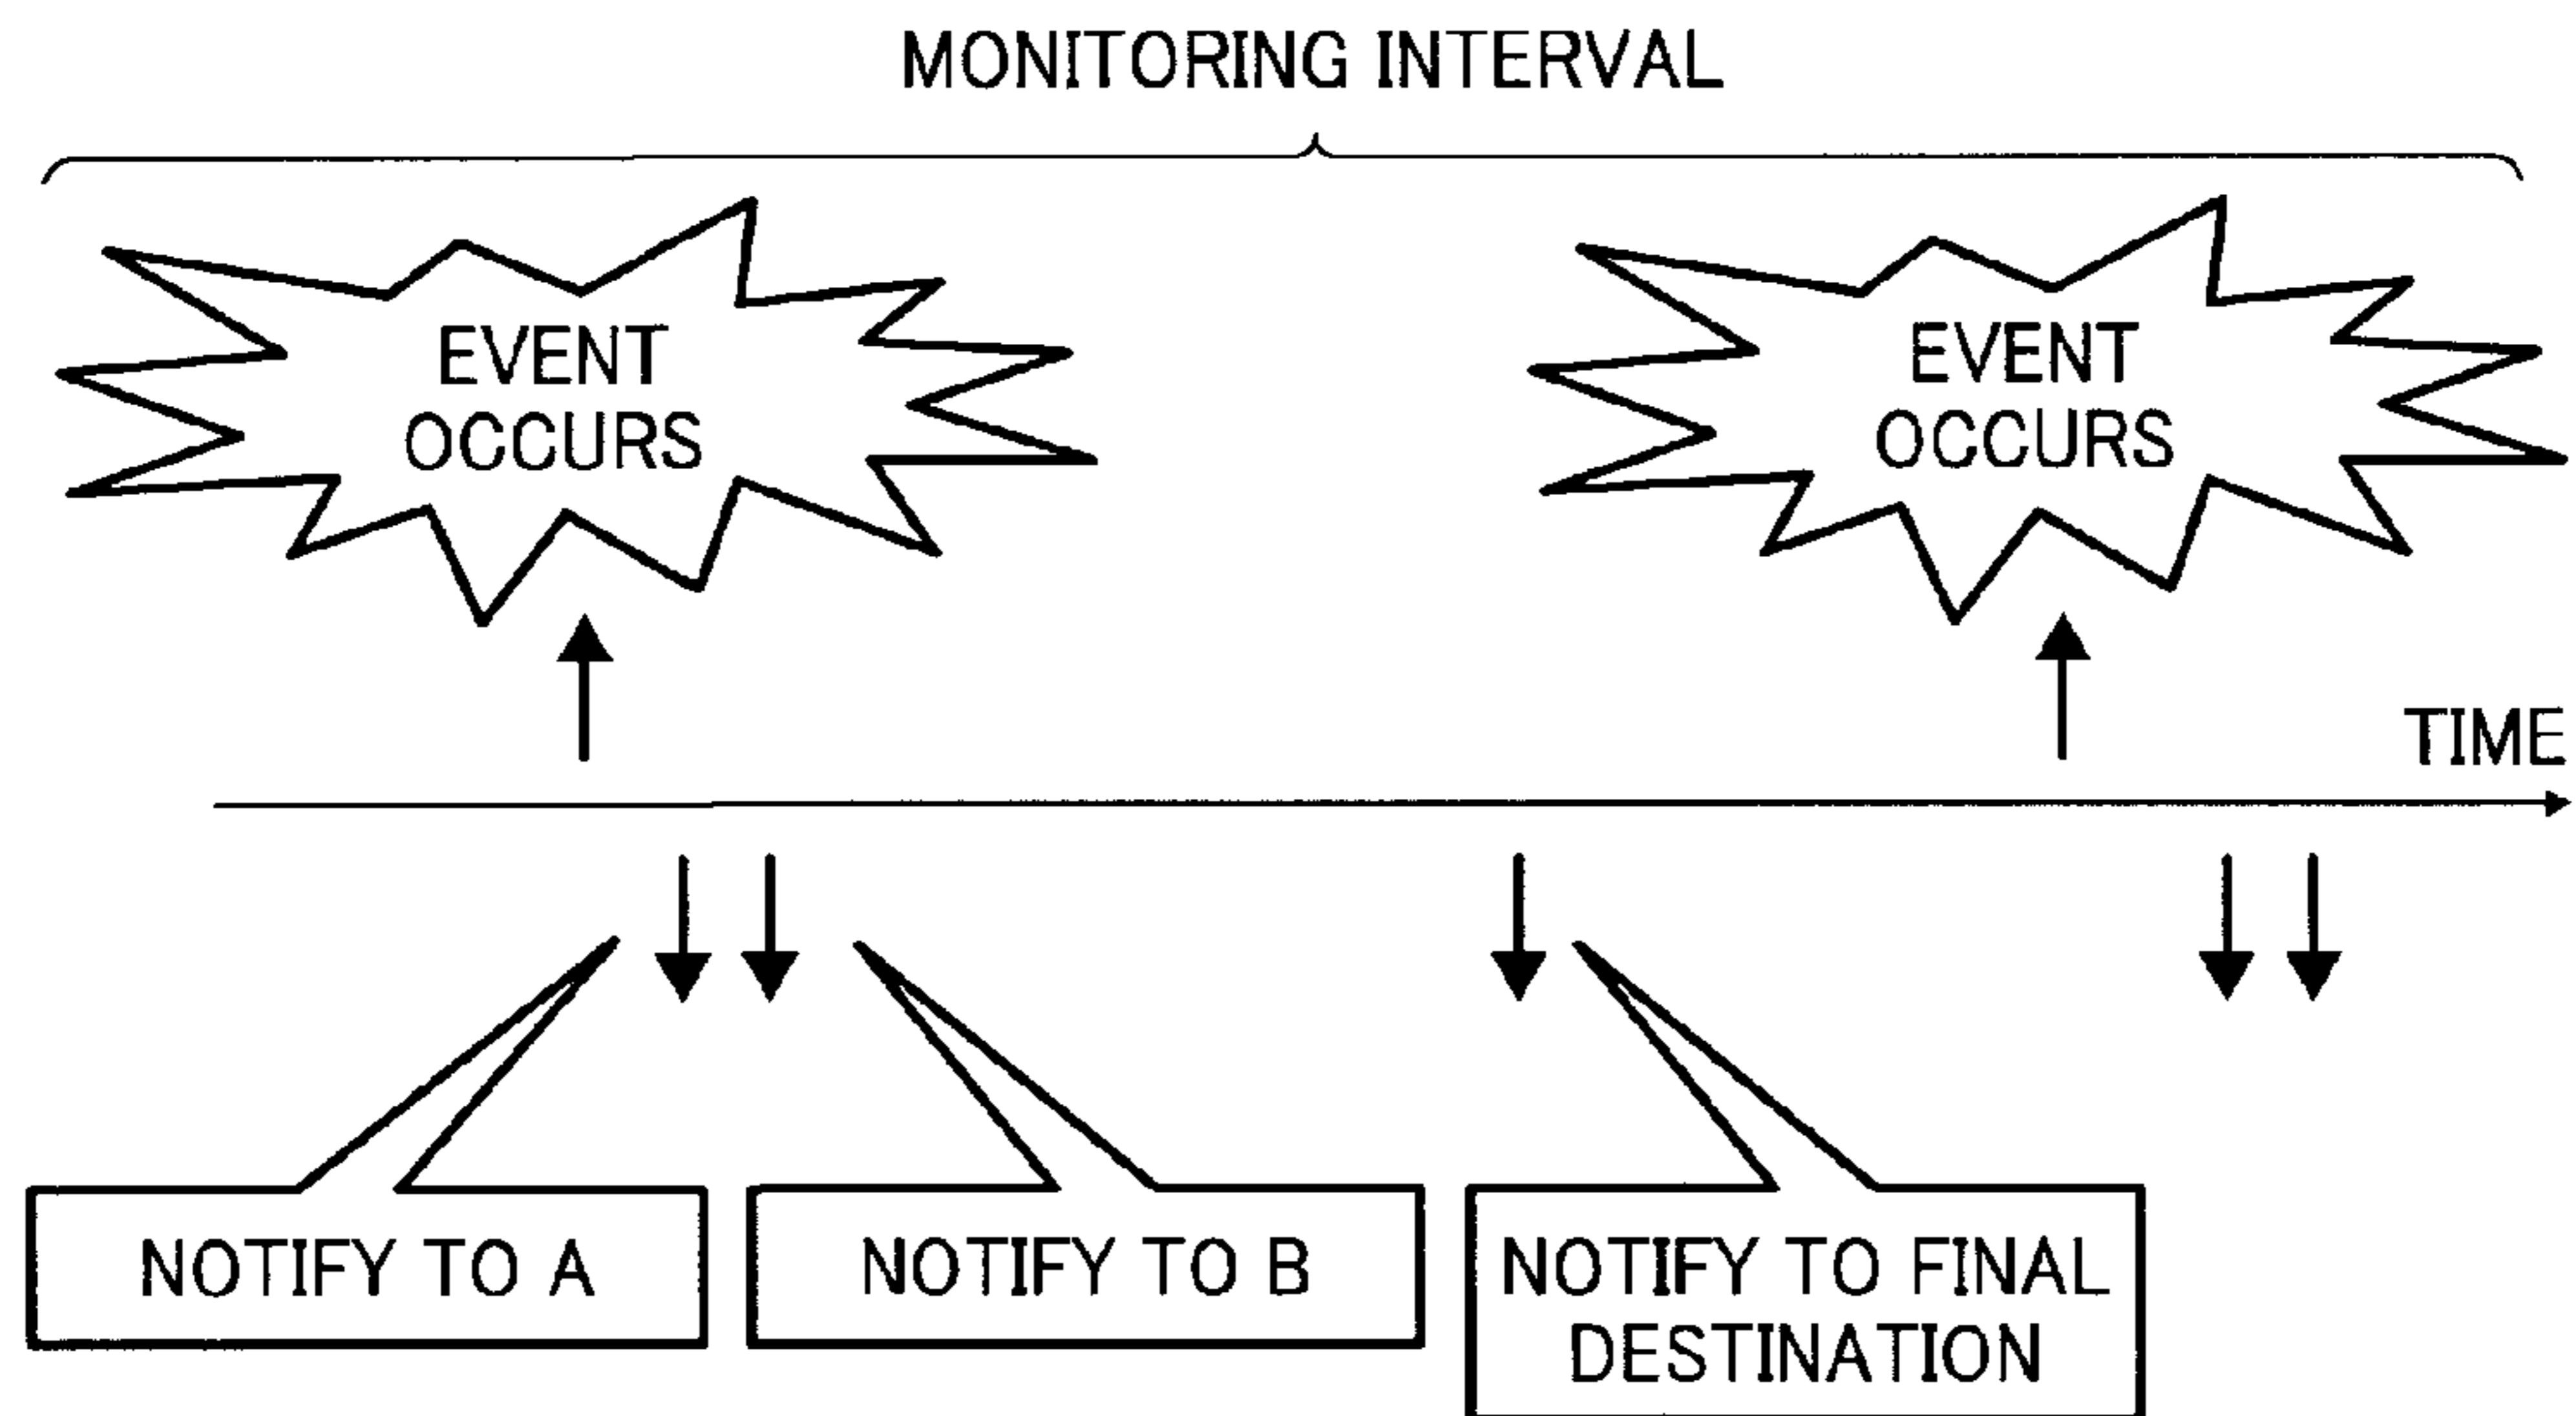 MONITORING INTERVAL
EVENT
OCCURS
EVENT
OCCURS
TIME
NOTIFY TO A
NOTIFY TO B
NOTIFY TO FINAL
DESTINATION